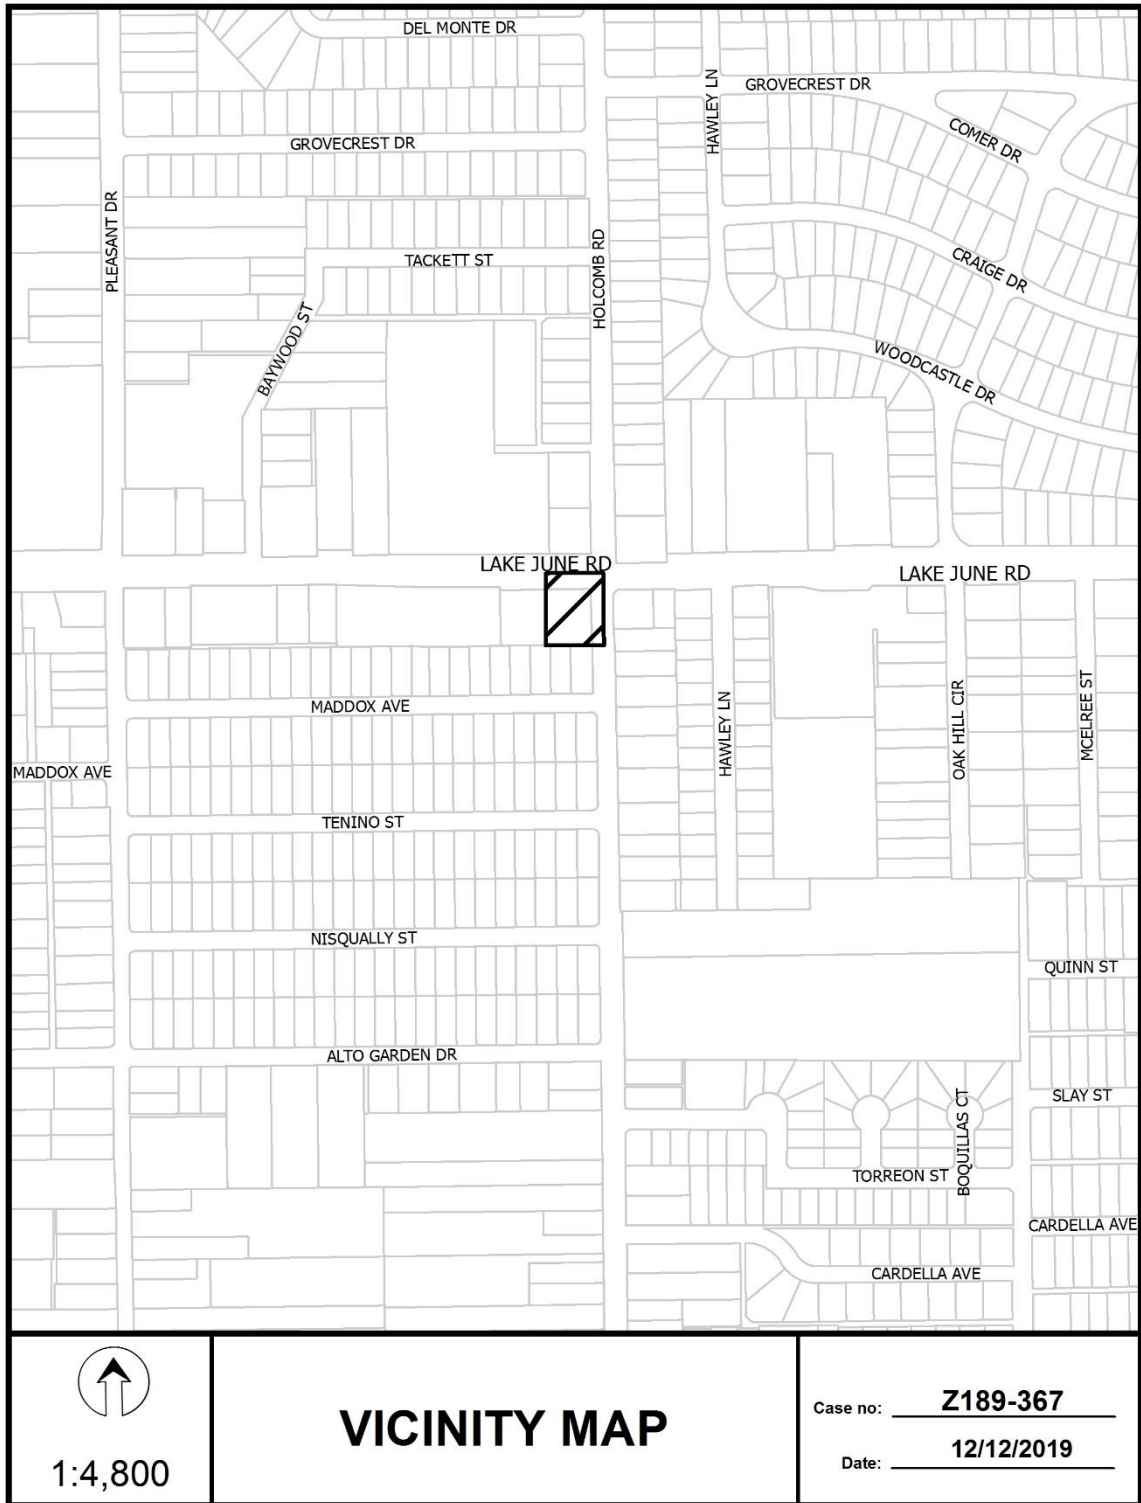 DEL MONTE DR
GROVECREST DR
HAWLEY LN
COMER DR
GROVECREST DR
PLEASANT DR
HOLCOMB RD
TACKETT ST
CRAIGE DR
BAYWOOD ST
WOODCASTLE DR
LAKE JUNE RD
LAKE JUNE RD
MADDOX AVE
HAWLEY LN
OAK HILL CIR
MCELREE ST
MADDOX AVE
TENINO ST
NISQUALLY ST
QUINN ST
ALTO GARDEN DR
SLAY ST
BOQUILLAS CT
TORREON ST
CARDELLA AVE
CARDELLA AVE
1:4,800
VICINITY MAP
Case no: Z189-367
Date: 12/12/2019